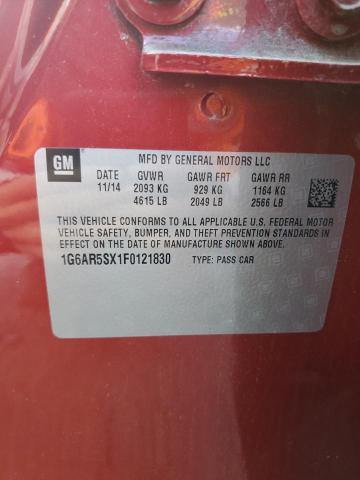 GM
MFD BY GENERAL MOTORS LLC
11/14 GVWR GAWR FRT GAWR RR
2093 KG 929 KG 1164 KG
4615 LB 2049 LB 2566 LB
THIS VEHICLE CONFORMS TO ALL APPLICABLE U.S. FEDERAL MOTOR
VEHICLE SAFETY, BUMPER, AND THEFT PREVENTION STANDARDS
IN EFFECT ON THE DATE OF MANUFACTURE SHOWN ABOVE.
1G6AR5SX1F0121830 TYPE: PASS CAR